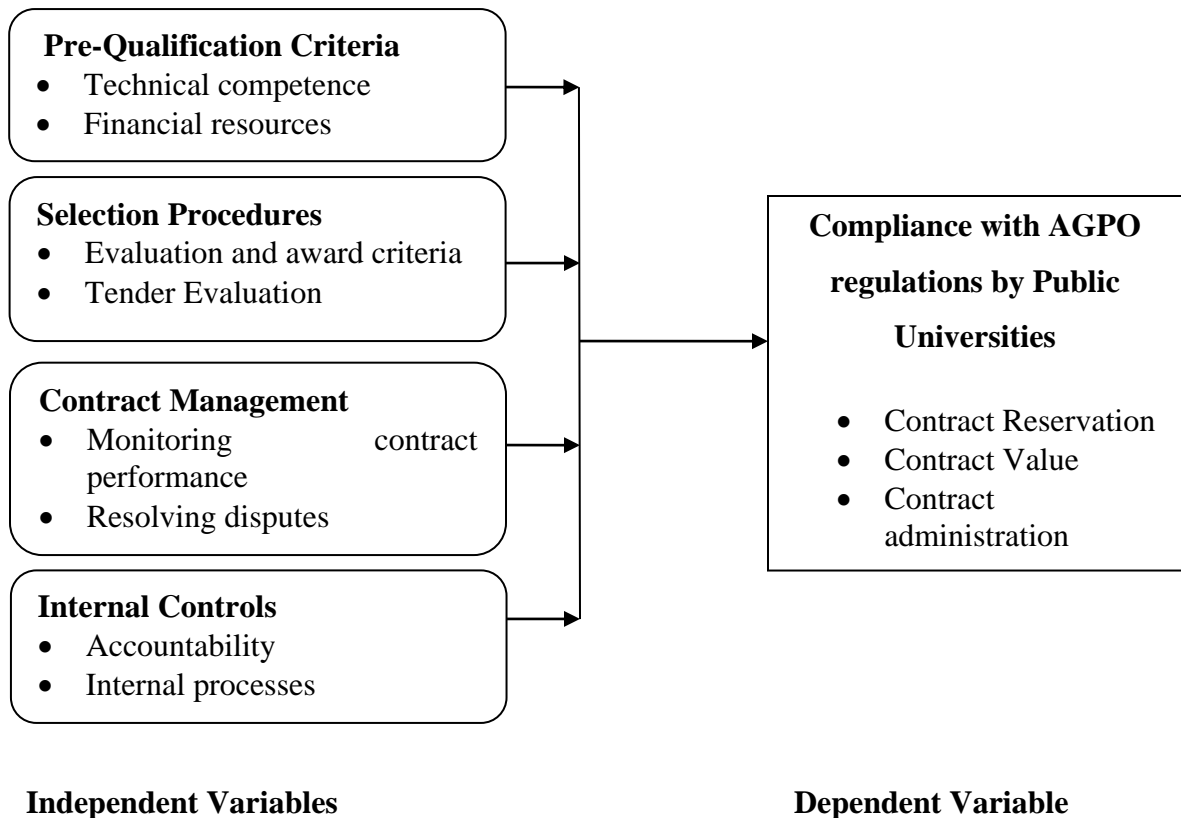 Pre-Qualification Criteria
• Technical competence
• Financial resources
Selection Procedures
• Evaluation and award criteria
• Tender Evaluation
Contract Management
• Monitoring contract
performance
• Resolving disputes
Internal Controls
• Accountability
• Internal processes
Compliance with AGPO
regulations by Public
Universities
• Contract Reservation
• Contract Value
• Contract
administration
Independent Variables
Dependent Variable